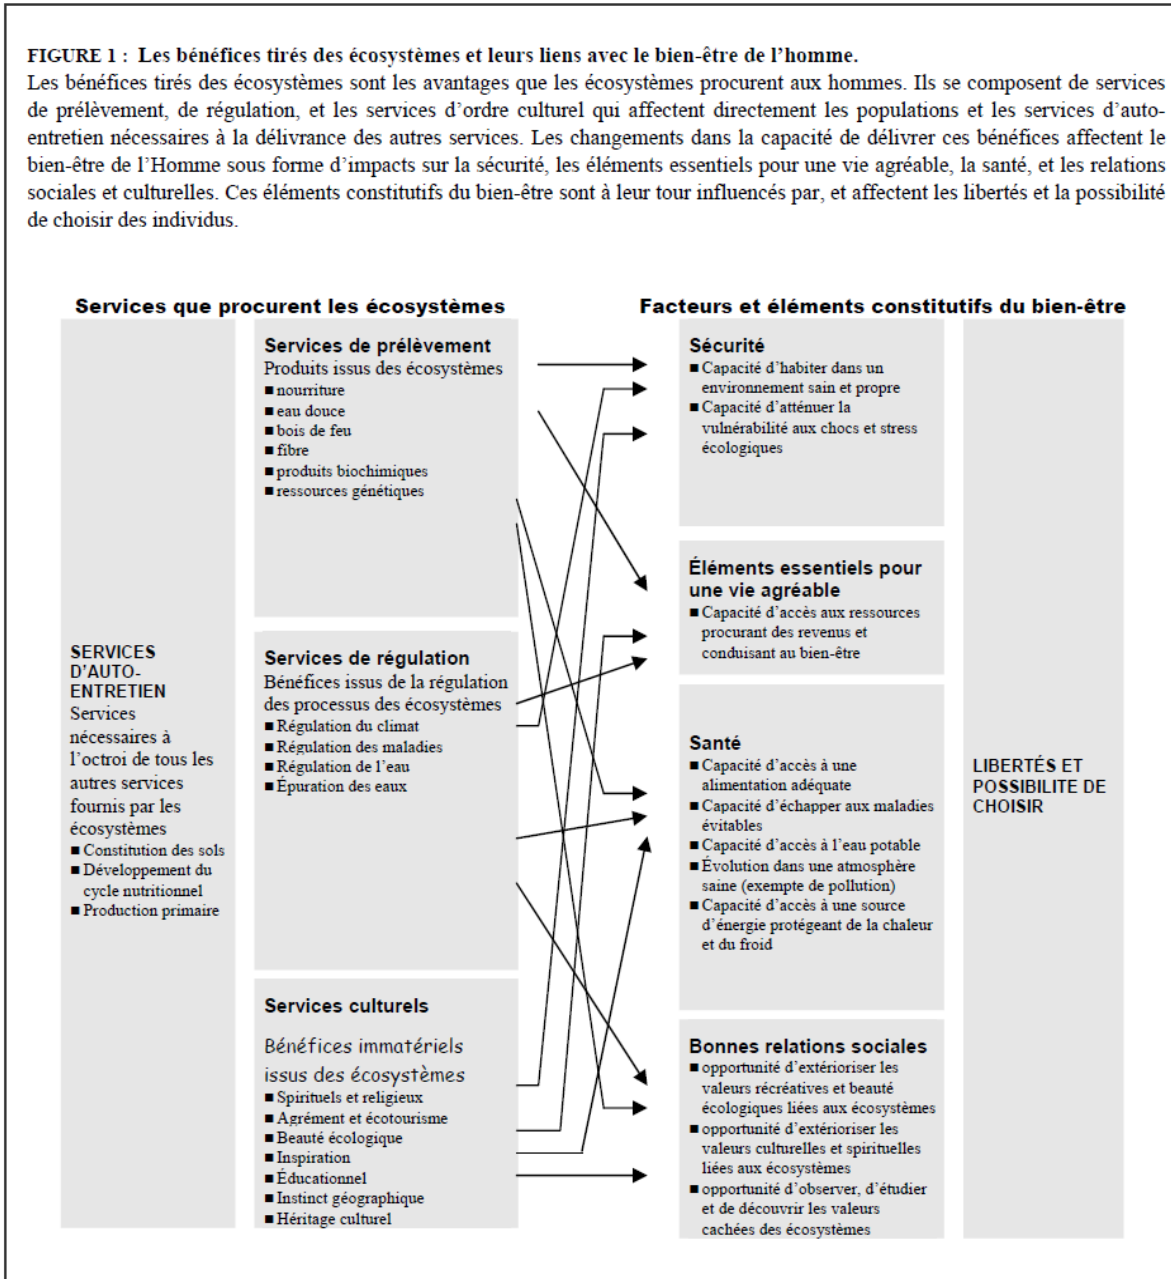 FIGURE 1 : Les bénéfices tirés des écosystèmes et leurs liens avec le bien-être de l'homme.
Les bénéfices tirés des écosystèmes sont les avantages que les écosystèmes procurent aux hommes. Ils se composent de services
de prélèvement, de régulation, et les services d'ordre culturel qui affectent directement les populations et les services d'auto-
entretien nécessaires à la délivrance des autres services. Les changements dans la capacité de délivrer ces bénéfices affectent le
bien-être de l'Homme sous forme d'impacts sur la sécurité, les éléments essentiels pour une vie agréable, la santé, et les relations
sociales et culturelles. Ces éléments constitutifs du bien-être sont à leur tour influencés par, et affectent les libertés et la possibilité
de choisir des individus.
Services que procurent les écosystèmes
SERVICES
D'AUTO-
ENTRETIEN
Services
nécessaires à
l'octroi de tous les
autres services
fournis par les
écosystèmes
■ Constitution des sols
■ Développement du
cycle nutritionnel
■ Production primaire
Services de prélèvement
Produits issus des écosystèmes
■ nourriture
■ eau douce
■ bois de feu
■ fibre
■ produits biochimiques
■ ressources génétiques
Services de régulation
Bénéfices issus de la régulation
des processus des écosystèmes
■ Régulation du climat
■ Régulation des maladies
■ Régulation de l'eau
■ Épuration des eaux
Services culturels
Bénéfices immatériels
issus des écosystèmes
■ Spirituels et religieux
■ Agrément et écotourisme
■ Beauté écologique
■ Inspiration
■ Éducationnel
■ Instinct géographique
■ Héritage culturel
Facteurs et éléments constitutifs du bien-être
Sécurité
■ Capacité d'habiter dans un
environnement sain et propre
■ Capacité d'atténuer la
vulnérabilité aux chocs et stress
écologiques
Éléments essentiels pour
une vie agréable
■ Capacité d'accès aux ressources
procurant des revenus et
conduisant au bien-être
Santé
■ Capacité d'accès à une
alimentation adéquate
■ Capacité d'échapper aux maladies
évitables
■ Capacité d'accès à l'eau potable
■ Évolution dans une atmosphère
saine (exempte de pollution)
■ Capacité d'accès à une source
d'énergie protégeant de la chaleur
et du froid
Bonnes relations sociales
■ opportunité d'extérioriser les
valeurs récréatives et beauté
écologiques liées aux écosystèmes
■ opportunité d'extérioriser les
valeurs culturelles et spirituelles
liées aux écosystèmes
■ opportunité d'observer, d'étudier
et de découvrir les valeurs
cachées des écosystèmes
LIBERTÉS ET
POSSIBILITE DE
CHOISIR